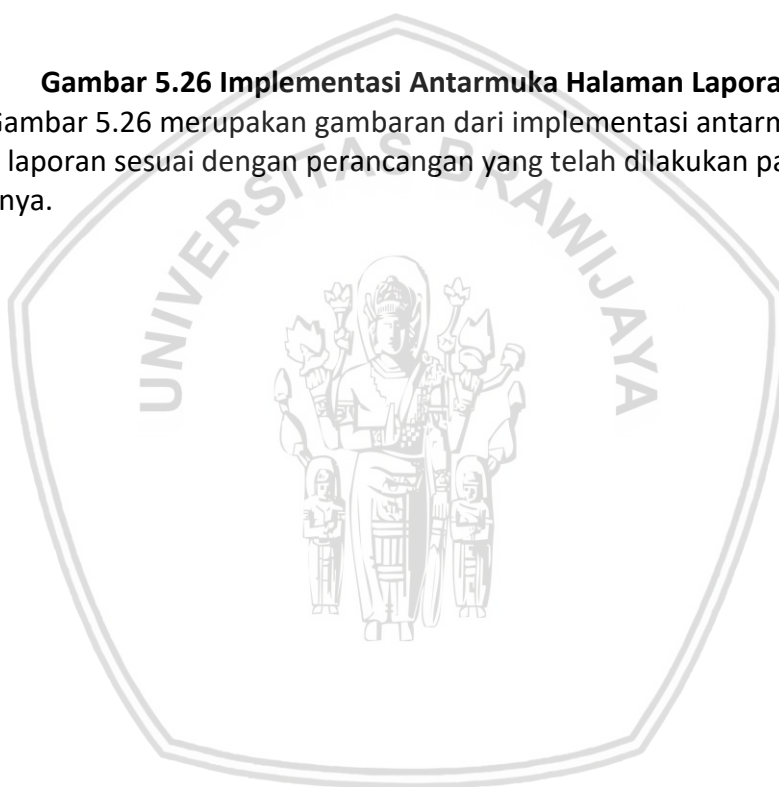 Gambar 5.26 Implementasi Antarmuka Halaman Lapora
Gambar 5.26 merupakan gambaran dari implementasi antarm
laporan sesuai dengan perancangan yang telah dilakukan pa
nya.
UNIVERSITAS BRAWIJAYA